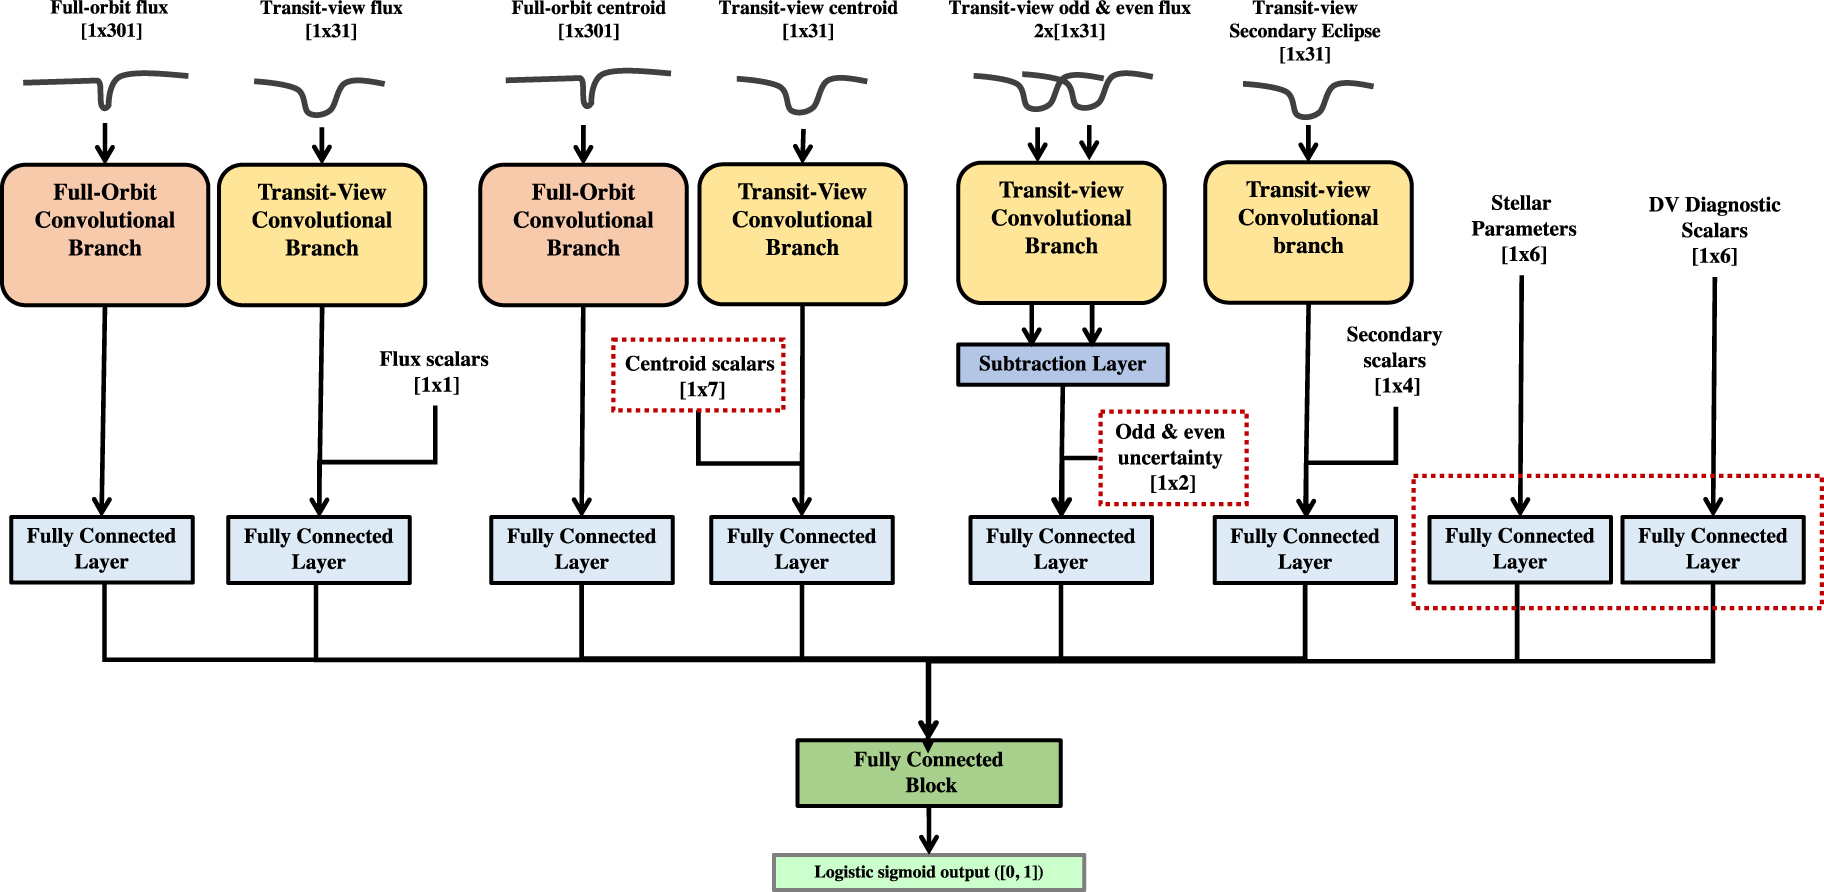 Full-orbit flux
[1x301]
Transit-view flux
[1x31]
Full-orbit centroid
[1x301]
Transit-view centroid
[1x31]
Transit-view odd & even flux
2x[1x31]
Transit-view
Secondary Eclipse
[1x31]
Full-Orbit
Convolutional
Branch
Transit-View
Convolutional
Branch
Full-Orbit
Convolutional
Branch
Transit-View
Convolutional
Branch
Transit-view
Convolutional
Branch
Transit-view
Convolutional
branch
Stellar
Parameters
[1x6]
DV Diagnostic
Scalars
[1x6]
Flux scalars
[1x1]
Centroid scalars
[1x7]
Subtraction Layer
Secondary
scalars
[1x4]
Odd & even
uncertainty
[1x2]
Fully Connected
Layer
Fully Connected
Layer
Fully Connected
Layer
Fully Connected
Layer
Fully Connected
Layer
Fully Connected
Layer
Fully Connected
Layer
Fully Connected
Layer
Fully Connected
Block
Logistic sigmoid output ([0, 1])